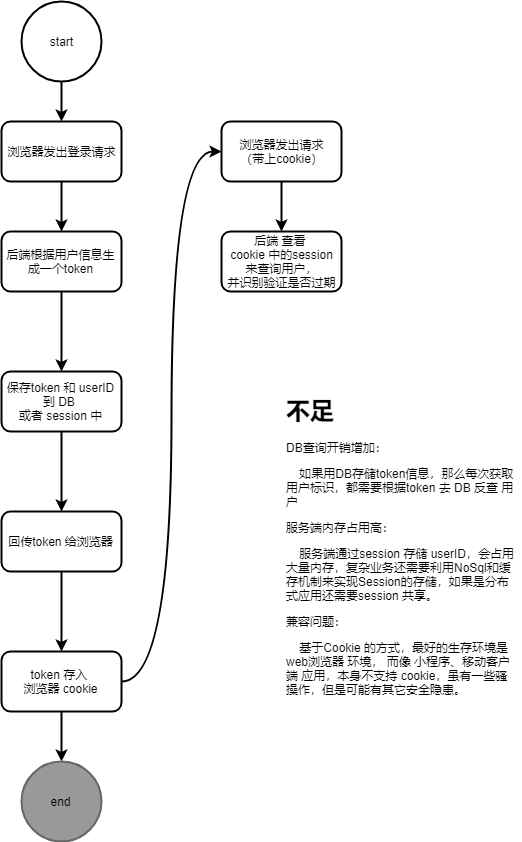 start
浏览器发出登录请求
后端根据用户信息生
成一个token
保存token 和 userID
到 DB
或者 session 中
回传token 给浏览器
token 存入
浏览器 cookie
end
浏览器发出请求
（带上cookie）
后端 查看
cookie 中的session
来查询用户，
并识别验证是否过期
不足
DB查询开销增加：
如果用DB存储token信息，那么每次获取
用户标识，都需要根据token 去 DB 反查 用
户
服务端内存占用高：
服务端通过session 存储 userID，会占用
大量内存，复杂业务还需要利用NoSql和缓
存机制来实现Session的存储，如果是分布
式应用还需要session 共享。
兼容问题：
基于Cookie 的方式，最好的生存环境是
web浏览器 环境， 而像 小程序、移动客户
端 应用，本身不支持 cookie，虽有一些骚
操作，但是可能有其它安全隐患。